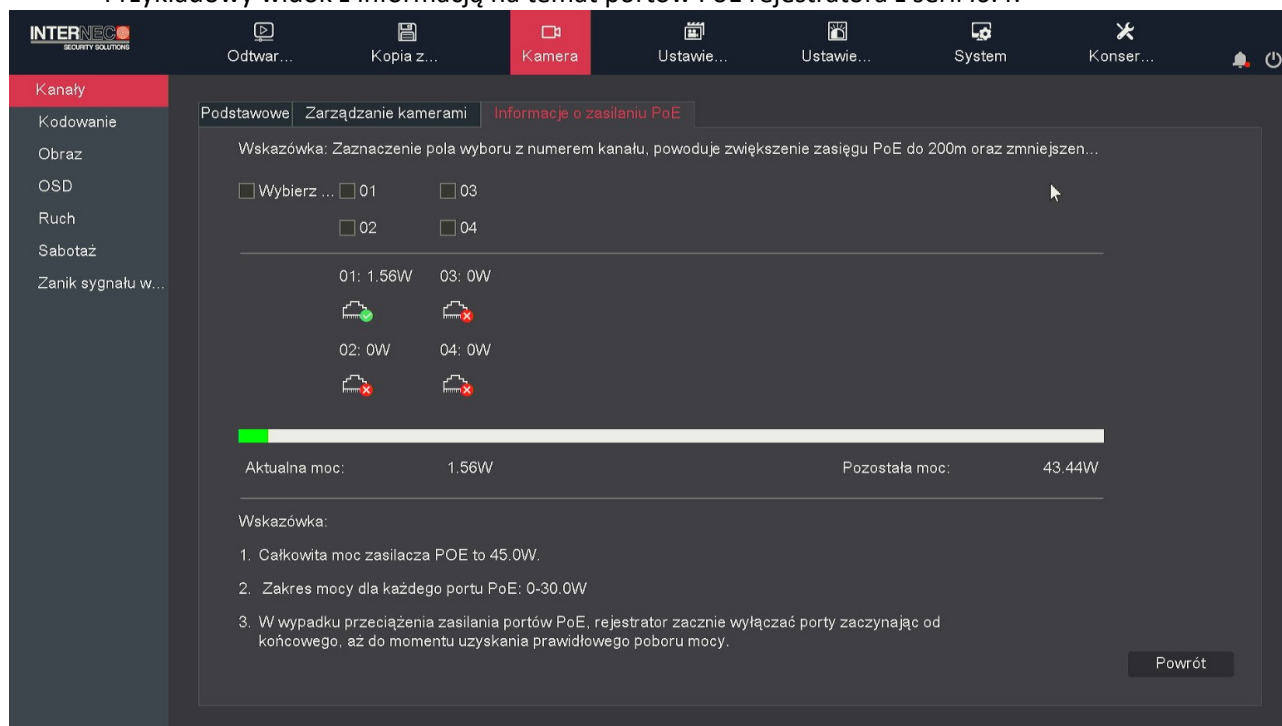 INTERNEC
SECURITY SOLUTIONS
Odtwar...
Kopia z...
Kamera
Ustawie...
Ustawie...
System
Konser...
Kanały
Kodowanie
Obraz
OSD
Ruch
Sabotaż
Zanik sygnału w...
Podstawowe Zarządzanie kamerami Informacje o zasilaniu PoE
Wskazówka: Zaznaczenie pola wyboru z numerem kanału, powoduje zwiększenie zasięgu PoE do 200m oraz zmniejszen...
Wybierz ... 01 03
02 04
01: 1.56W 03: 0W
02: 0W 04: 0W
Aktualna moc: 1.56W Pozostała moc: 43.44W
Wskazówka:
1. Całkowita moc zasilacza POE to 45.0W.
2. Zakres mocy dla każdego portu PoE: 0-30.0W
3. W wypadku przeciążenia zasilania portów PoE, rejestrator zacznie wyłączać porty zaczynając od
końcowego, aż do momentu uzyskania prawidłowego poboru mocy.
Powrót